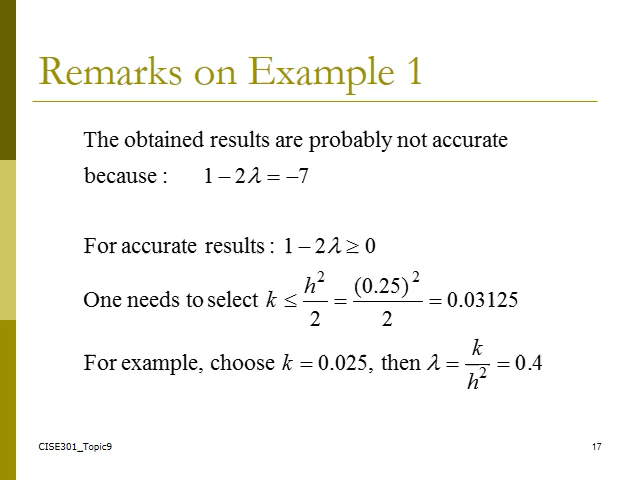 Remarks on Example 1
The obtained results are probably not accurate
because : 1 − 2λ = −7
For accurate results : 1 − 2λ ≥ 0
One needs to select k ≤ h²/2 = (0.25)²/2 = 0.03125
For example, choose k = 0.025, then λ = k/h² = 0.4
CISE301_Topic9
17